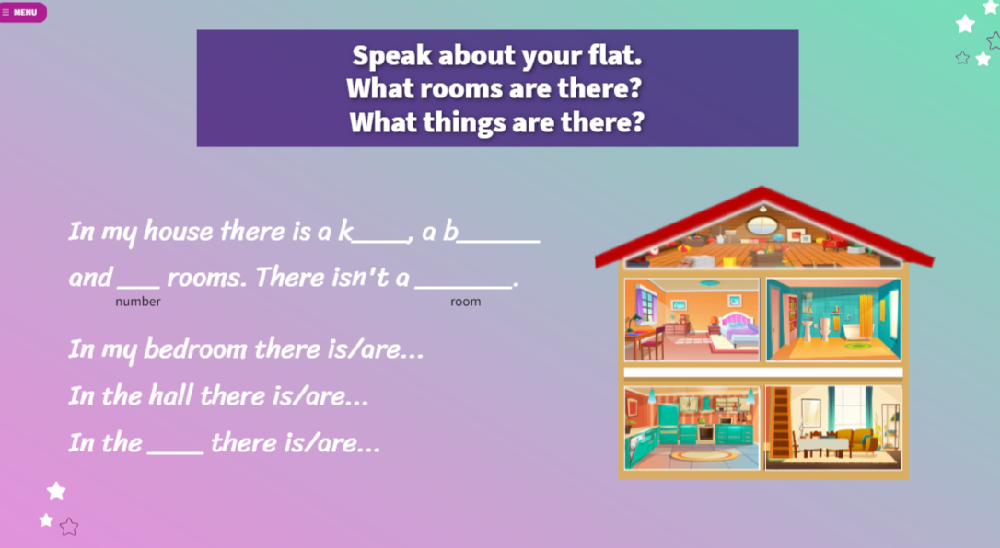 MENU
Speak about your flat.
What rooms are there?
What things are there?
In my house there is a k____, a b______
and ___ rooms. There isn't a _______.
number room
In my bedroom there is/are...
In the hall there is/are...
In the ____ there is/are...